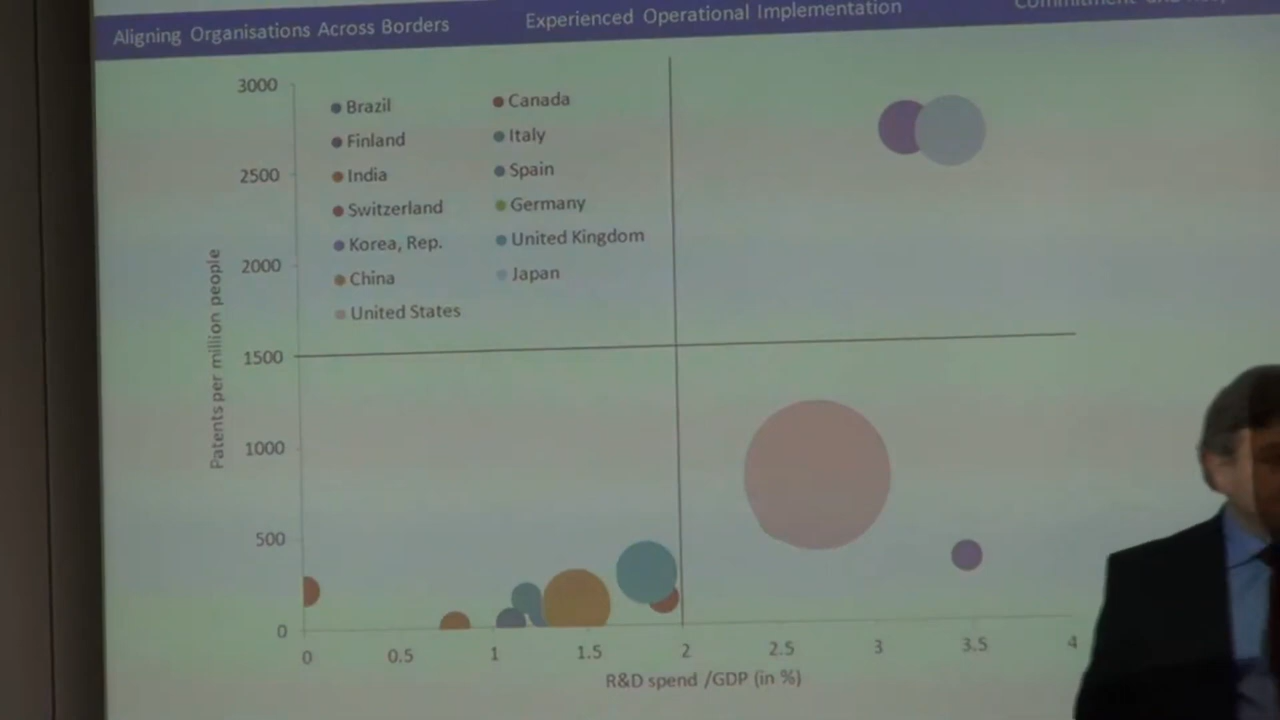 Aligning Organisations Across Borders
Experienced Operational Implementation
3000
2500
2000
1500
1000
500
0
Patents per million people
Brazil
Canada
Finland
Italy
India
Spain
Switzerland
Germany
Korea, Rep.
United Kingdom
China
Japan
United States
0 0.5 1 1.5 2 2.5 3 3.5 4
R&D spend /GDP (in %)